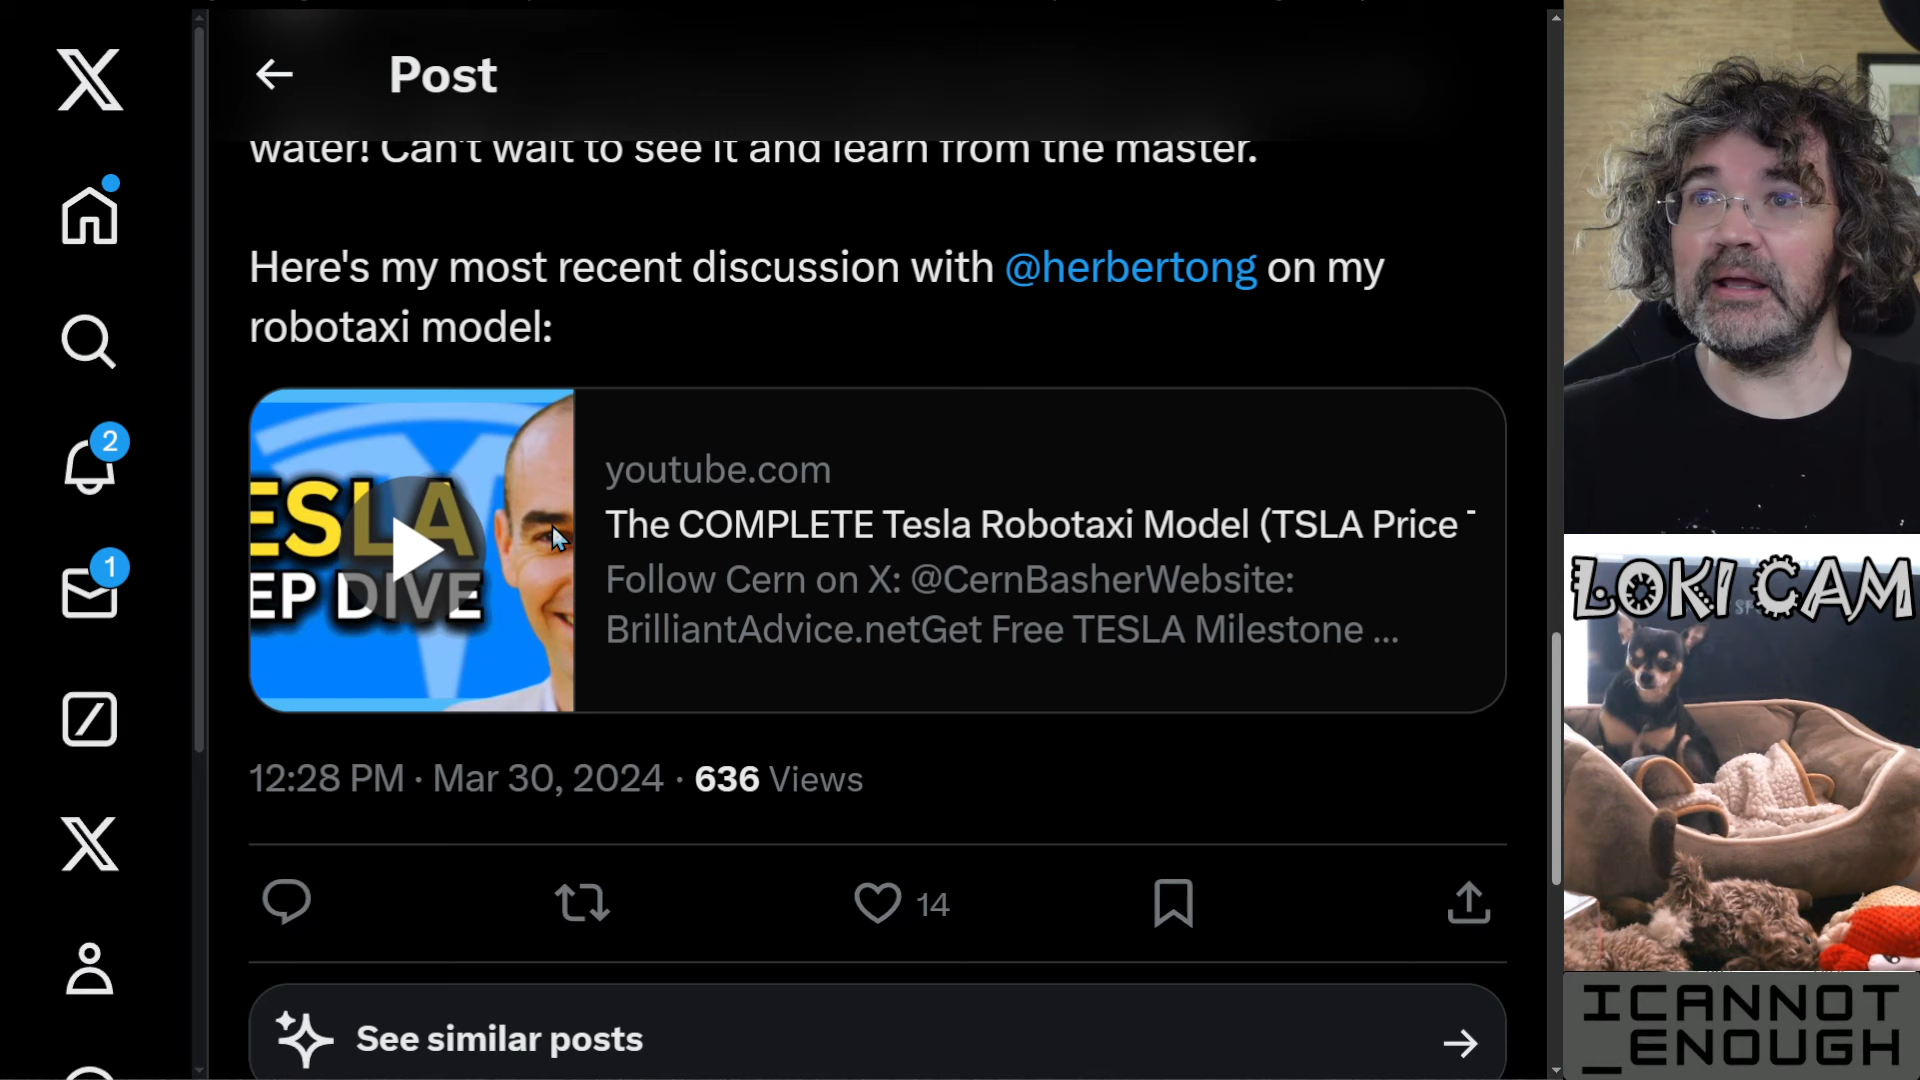 Post
water! Can't wait to see it and learn from the master.
Here's my most recent discussion with @herbertong on my
robotaxi model:
ESLA
EP DIVE
youtube.com
The COMPLETE Tesla Robotaxi Model (TSLA Price
Follow Cern on X: @CernBasherWebsite:
BrilliantAdvice.netGet Free TESLA Milestone ...
12:28 PM · Mar 30, 2024 · 636 Views
14
See similar posts
2
1
LOKI CAM
ICANNOT
_ENOUGH